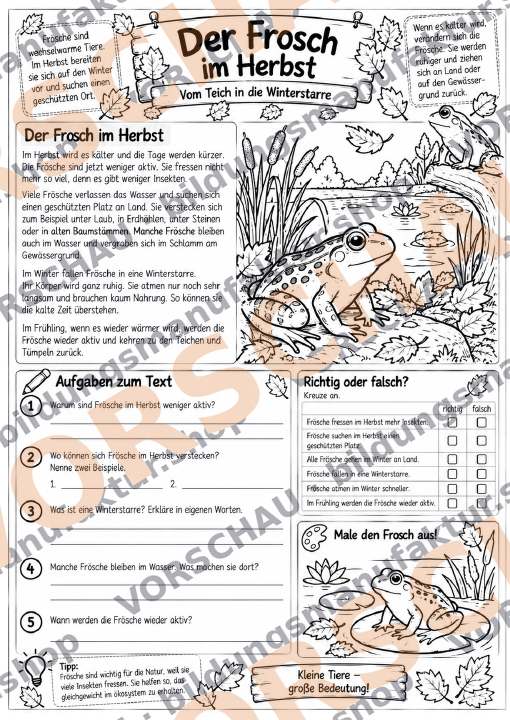 Frösche sind
wechselwarme Tiere.
Im Herbst bereiten
sie sich auf den Winter
vor und suchen einen
geschützten Ort.
Der Frosch
im Herbst
Vom Teich in die Winterstarre
Wenn es kälter wird,
verändern sich die
Frösche. Sie werden
ruhiger und ziehen
sich an Land oder
auf den Gewässer-
grund zurück.
Der Frosch im Herbst
Im Herbst wird es kälter und die Tage werden kürzer.
Die Frösche sind jetzt weniger aktiv. Sie fressen nicht
mehr so viel, denn es gibt weniger Insekten.
Viele Frösche verlassen das Wasser und suchen sich
einen geschützten Platz an Land. Sie verstecken sich
zum Beispiel unter Laub, in Erdhöhlen, unter Steinen
oder in alten Baumstämmen. Manche Frösche bleiben
auch im Wasser und vergraben sich im Schlamm am
Gewässergrund.
Im Winter fallen Frösche in eine Winterstarre.
Ihr Körper wird ganz ruhig. Sie atmen nur noch sehr
langsam und brauchen kaum Nahrung. So können sie
die kalte Zeit überstehen.
Im Frühling, wenn es wieder wärmer wird, werden die
Frösche wieder aktiv und kehren zu den Teichen und
Tümpeln zurück.
Aufgaben zum Text
1 Warum sind Frösche im Herbst weniger aktiv?
2 Wo können sich Frösche im Herbst verstecken?
Nenne zwei Beispiele.
1. 2.
3 Was ist eine Winterstarre? Erkläre in eigenen Worten.
4 Manche Frösche bleiben im Wasser. Was machen sie dort?
5 Wann werden die Frösche wieder aktiv?
Tipp:
Frösche sind wichtig für die Natur, weil sie
viele Insekten fressen. Sie helfen so, das
gleichgewicht im ökosystem zu erhalten.
Richtig oder falsch?
Kreuze an.
richtig falsch
Frösche fressen im Herbst mehr Insekten.
Frösche suchen im Herbst einen
geschützten Platz.
Alle Frösche gehen im Winter an Land.
Frösche fallen in eine Winterstarre.
Frösche atmen im Winter schneller.
Im Frühling werden die Frösche wieder aktiv.
Male den Frosch aus!
Kleine Tiere –
große Bedeutung!
VORSCHAU
bildungsmanufaktur.shop